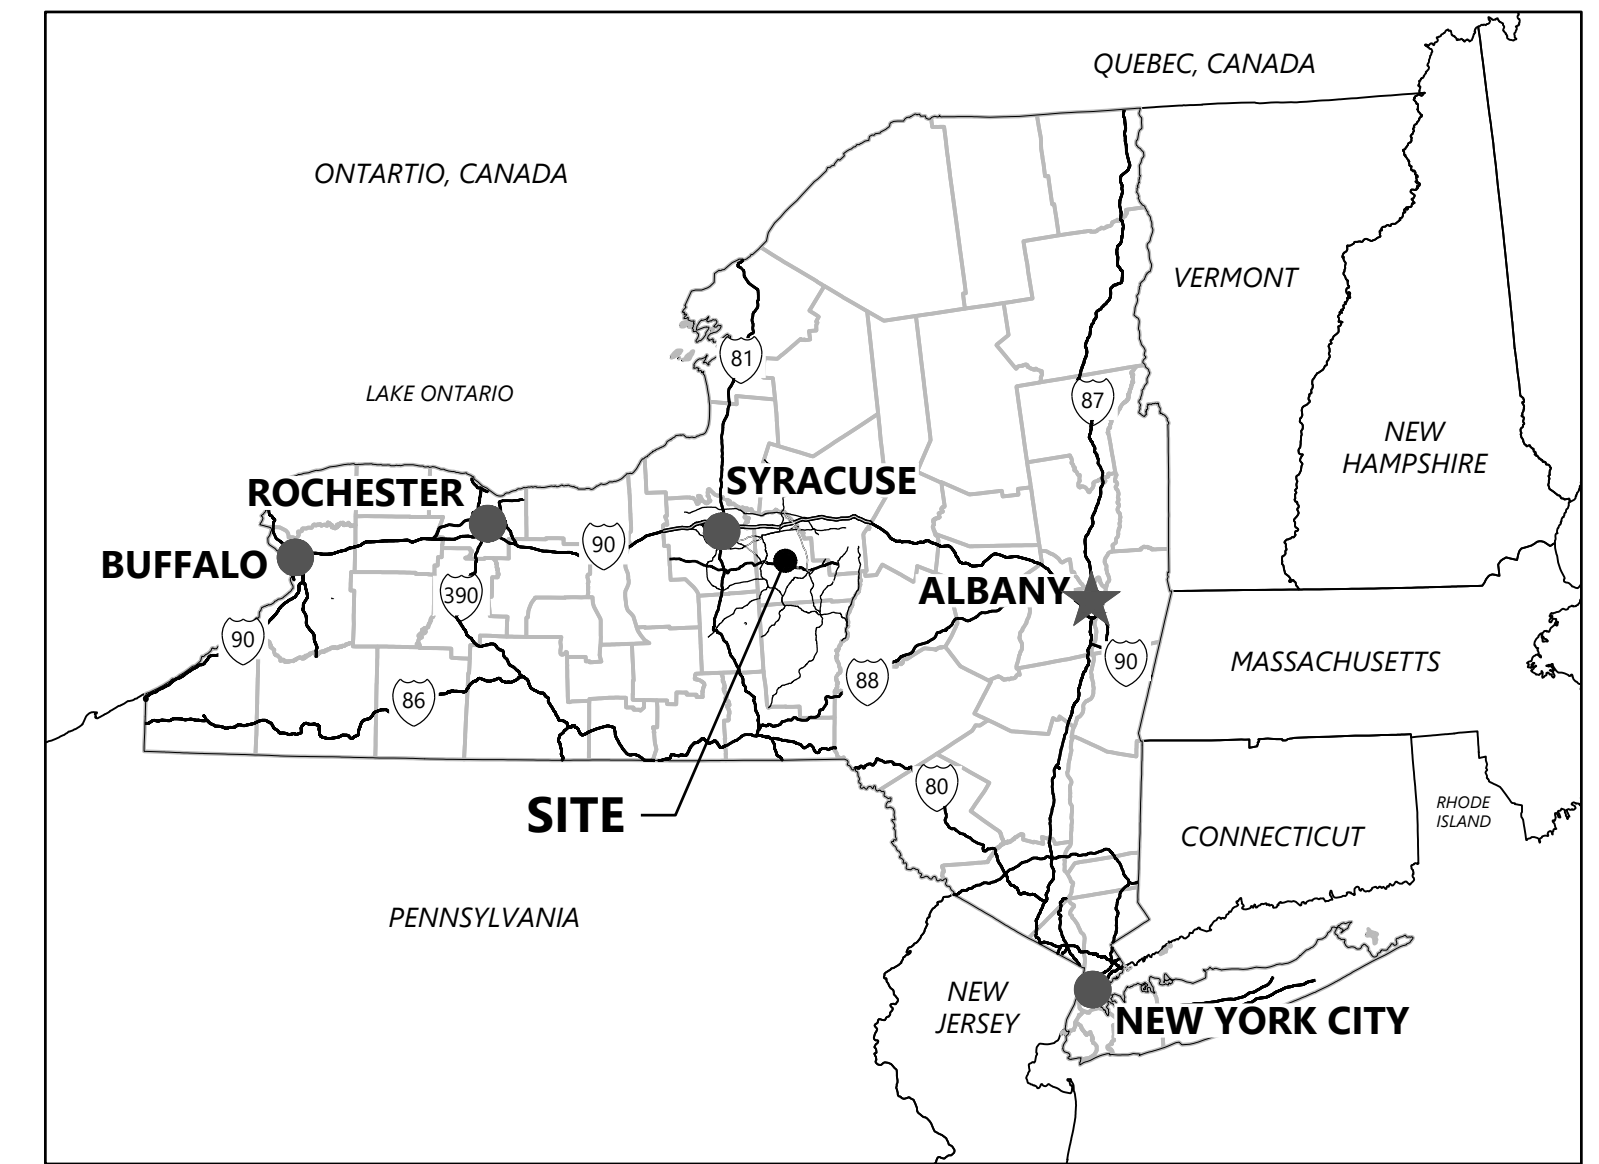 QUEBEC, CANADA
ONTARTIO, CANADA
VERMONT
81
LAKE ONTARIO
87
NEW
HAMPSHIRE
SYRACUSE
ROCHESTER
90
BUFFALO
390
ALBANY
90
90
MASSACHUSETTS
88
86
80
SITE
RHODE
ISLAND
CONNECTICUT
PENNSYLVANIA
NEW
JERSEY
NEW YORK CITY